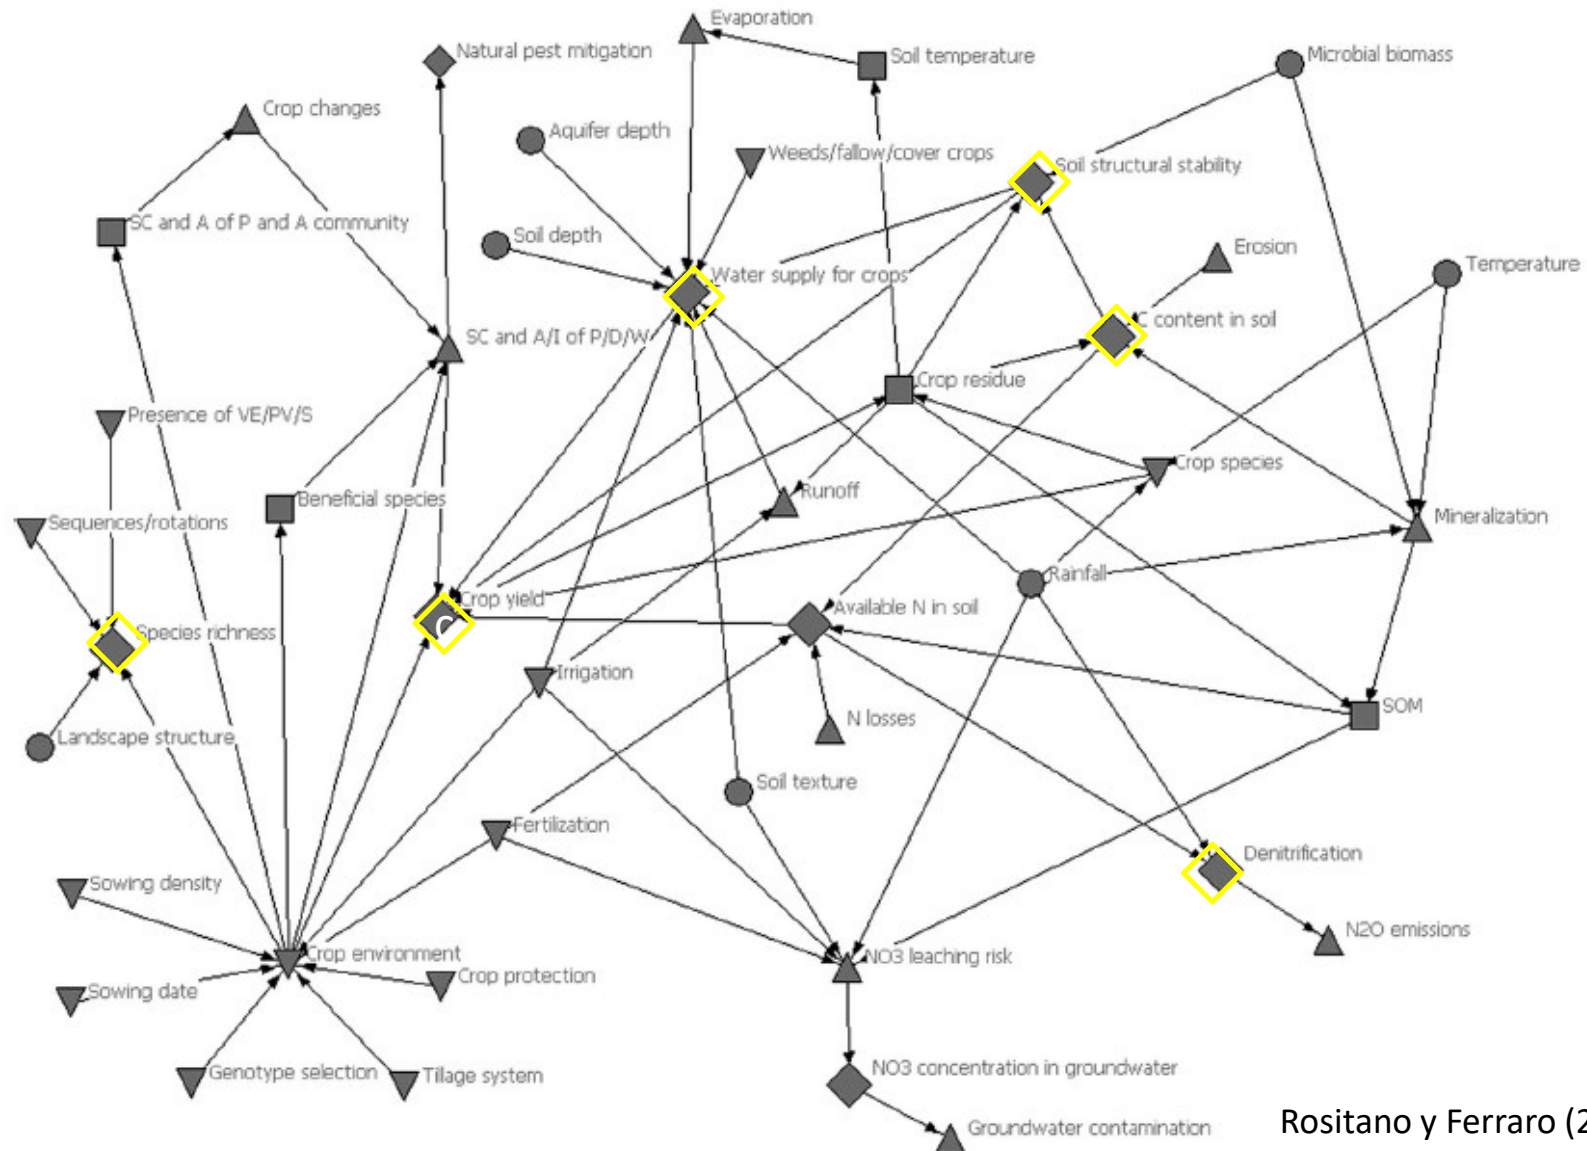 Evaporation
Natural pest mitigation
Soil temperature
Microbial biomass
Crop changes
Aquifer depth
Weeds/fallow/cover crops
Soil structural stability
SC and A of P and A community
Soil depth
Erosion
Temperature
Water supply for crops
C content in soil
SC and A/I of P/D/W
Crop residue
Presence of VE/PV/S
Crop species
Beneficial species
Runoff
Sequences/rotations
Mineralization
Rainfall
Crop yield
C
Available N in soil
Species richness
Irrigation
SOM
N losses
Landscape structure
Soil texture
Fertilization
Denitrification
Sowing density
N2O emissions
Crop environment
NO3 leaching risk
Crop protection
Sowing date
NO3 concentration in groundwater
Genotype selection
Tillage system
Groundwater contamination
Rositano y Ferraro (2